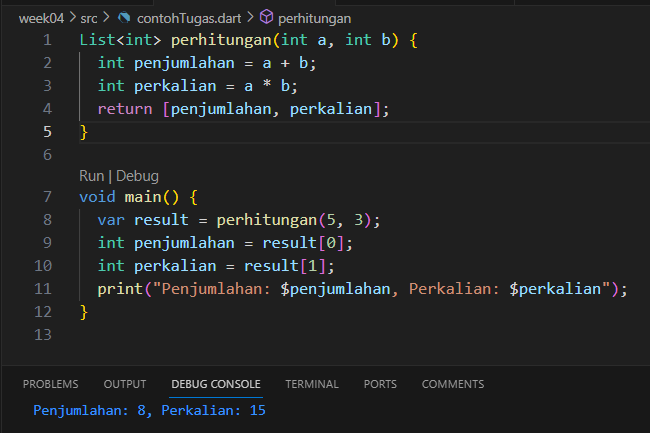 week04 > src > contohTugas.dart > perhitungan
1 List<int> perhitungan(int a, int b) {
2   int penjumlahan = a + b;
3   int perkalian = a * b;
4   return [penjumlahan, perkalian];
5 }
6
Run | Debug
7 void main() {
8   var result = perhitungan(5, 3);
9   int penjumlahan = result[0];
10   int perkalian = result[1];
11   print("Penjumlahan: $penjumlahan, Perkalian: $perkalian");
12 }
13
PROBLEMS OUTPUT DEBUG CONSOLE TERMINAL PORTS COMMENTS
Penjumlahan: 8, Perkalian: 15